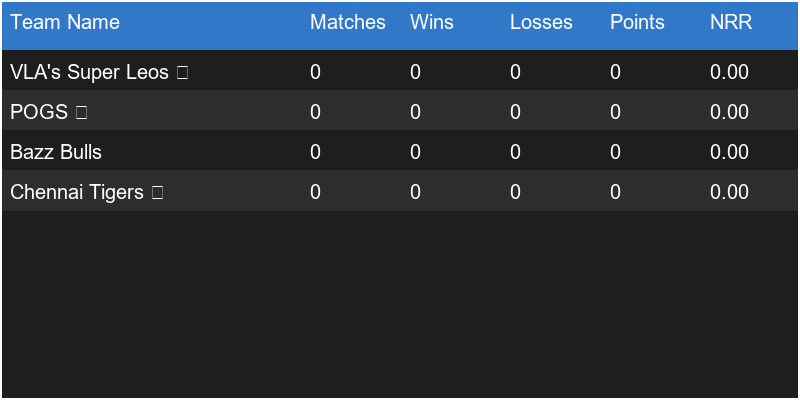 Team Name Matches Wins Losses Points NRR
VLA's Super Leos 0 0 0 0 0.00
POGS 0 0 0 0 0.00
Bazz Bulls 0 0 0 0 0.00
Chennai Tigers 0 0 0 0 0.00